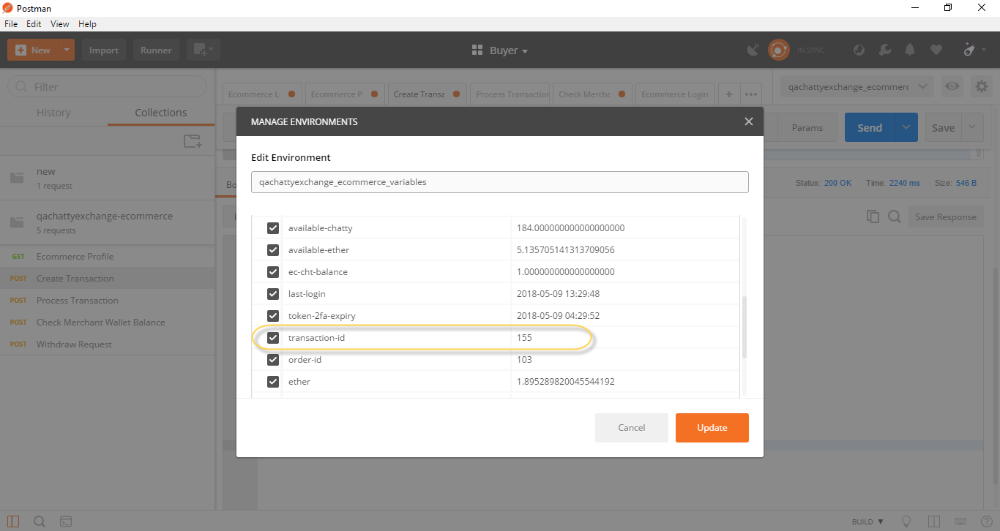 Postman
File Edit View Help
New Import Runner Buyer IN SYNC
Filter
History Collections
new
1 request
qachattyexchange-ecommerce
5 requests
GET Ecommerce Profile
POST Create Transaction
POST Process Transaction
POST Check Merchant Wallet Balance
POST Withdraw Request
Ecommerce L Ecommerce P Create Transa Process Transaction Check Mercha Ecommerce Login + •••
qachattyexchange_ecommerc
Params Send Save
Bo
Status: 200 OK Time: 2240 ms Size: 546 B
Save Response
MANAGE ENVIRONMENTS
Edit Environment
qachattyexchange_ecommerce_variables
available-chatty 184.000000000000000000
available-ether 5.135705141313709056
ec-cht-balance 1.000000000000000000
last-login 2018-05-09 13:29:48
token-2fa-expiry 2018-05-09 04:29:52
transaction-id 155
order-id 103
ether 1.895289820045544192
Cancel Update
BUILD